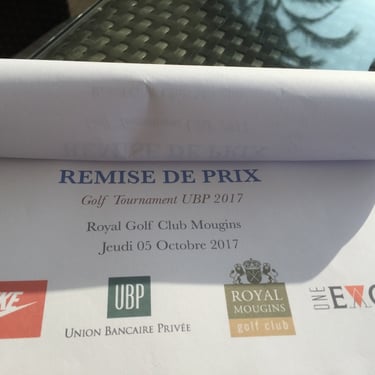 REMISE DE PRIX
Golf Tournament UBP 2017
Royal Golf Club Mougins
Jeudi 05 Octobre 2017
UBP
UNION BANCAIRE PRIVÉE
ROYAL
MOUGINS
golf club
ONE